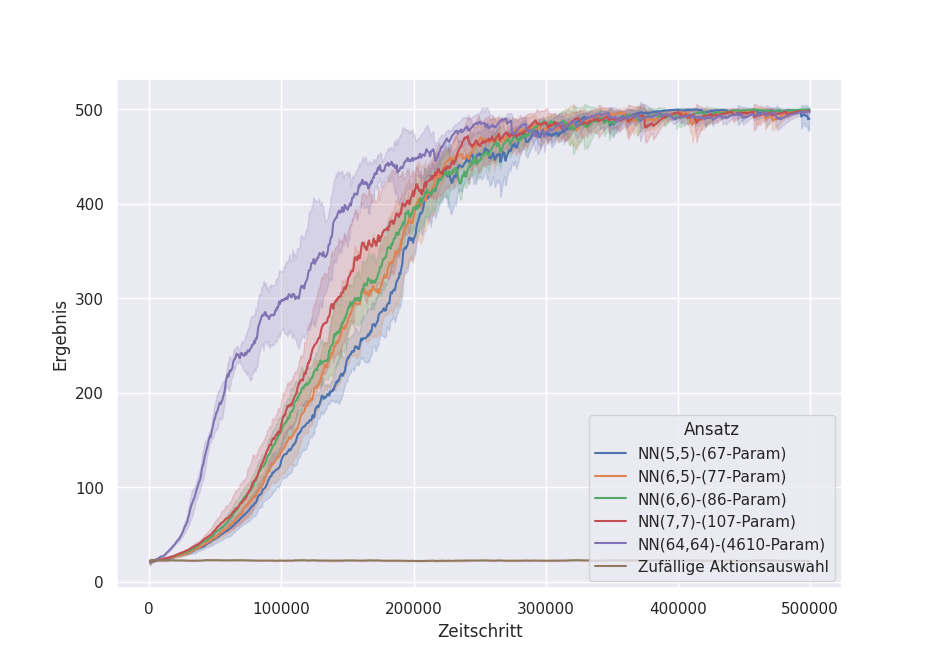 500
400
300
200
100
0
Ergebnis
0
100000
200000
300000
400000
500000
Zeitschritt
Ansatz
NN(5,5)-(67-Param)
NN(6,5)-(77-Param)
NN(6,6)-(86-Param)
NN(7,7)-(107-Param)
NN(64,64)-(4610-Param)
Zufällige Aktionsauswahl